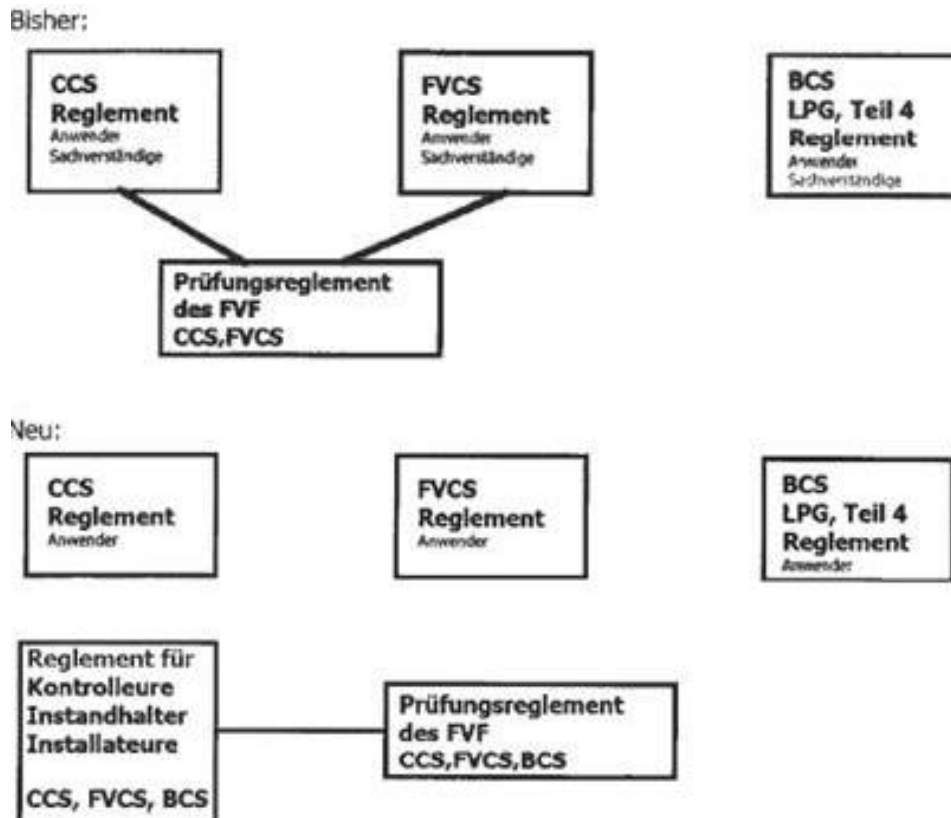 Bisher:
CCS
Reglement
Anwender
Sachverständige
FVCS
Reglement
Anwender
Sachverständige
BCS
LPG, Teil 4
Reglement
Anwender
Sachverständige
Prüfungsreglement
des FVF
CCS,FVCS
Neu:
CCS
Reglement
Anwender
FVCS
Reglement
Anwender
BCS
LPG, Teil 4
Reglement
Anwender
Reglement für
Kontrolleure
Instandhalter
Installateure
CCS, FVCS, BCS
Prüfungsreglement
des FVF
CCS,FVCS,BCS